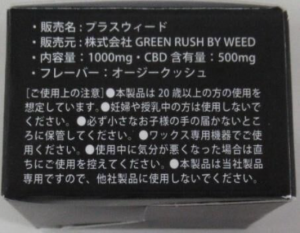 ・販売名：プラスウィード
・販売元：株式会社 GREEN RUSH BY WEED
・内容量：1000mg・CBD 含有量：500mg
・フレーバー：オージークッシュ
[ご使用上の注意] ●本製品は 20 歳以上の方の使用を
想定しています。●妊婦や授乳中の方は使用しないで
ください。●必ず小さなお子様の手の届かないところ
に保管してください。●ワックス専用機器でご使
用ください。●使用中に気分が悪くなった場合は直
ちにご使用を控えてください。●本製品は当社製品
専用ですので、他社製品に使用しないでください。